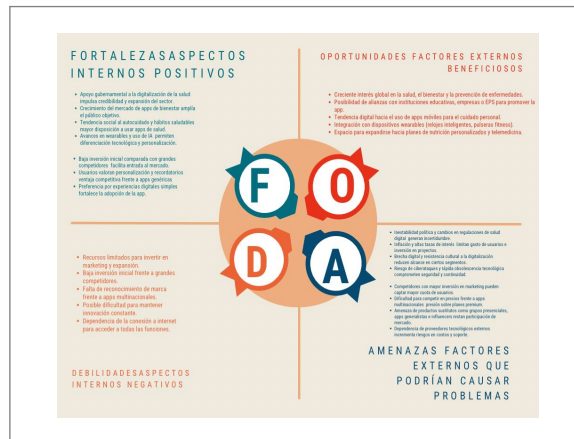 FORTALEZASASPECTOS
INTERNOS POSITIVOS
Apoyo gubernamental a la digitalización de la salud
impulsa credibilidad y expansión del sector.
Crecimiento del mercado de apps de bienestar amplía
el público objetivo.
Tendencia social al autocuidado y hábitos saludables
mayor disposición a usar apps de salud.
Avances en wearables y uso de IA permiten
diferenciación tecnológica y personalización.
Baja inversión inicial comparada con grandes
competidores facilita entrada al mercado.
Usuarios valoran personalización y recordatorios
ventaja competitiva frente a apps genéricas
Preferencia por experiencias digitales simples
fortalece la adopción de la app.
OPORTUNIDADES FACTORES EXTERNOS
BENEFICIOSOS
Creciente interés global en la salud, el bienestar y la prevención de enfermedades.
Posibilidad de alianzas con instituciones educativas, empresas o EPS para promover la
app.
Tendencia digital hacia el uso de apps móviles para el cuidado personal.
Integración con dispositivos wearables (relojes inteligentes, pulseras fitness).
Espacio para expandirse hacia planes de nutrición personalizados y telemedicina.
F
O
D
A
Recursos limitados para invertir en
marketing y expansión.
Baja inversión inicial frente a grandes
competidores.
Falta de reconocimiento de marca
frente a apps multinacionales.
Posible dificultad para mantener
innovación constante.
Dependencia de la conexión a internet
para acceder a todas las funciones.
DEBILIDADESASPECTOS
INTERNOS NEGATIVOS
Inestabilidad política y cambios en regulaciones de salud
digital generan incertidumbre.
Inflación y altas tasas de interés limitan gasto de usuarios e
inversión en proyectos.
Brecha digital y resistencia cultural a la digitalización
reducen alcance en ciertos segmentos.
Riesgo de ciberataques y rápida obsolescencia tecnológica
comprometen seguridad y continuidad.
Competidores con mayor inversión en marketing pueden
captar mayor cuota de usuarios.
Dificultad para competir en precios frente a apps
multinacionales presión sobre planes premium.
Amenaza de productos sustitutos como grupos presenciales,
apps generalistas e influencers restan participación de
mercado.
Dependencia de proveedores tecnológicos externos
incrementa riesgos en costos y soporte.
AMENAZAS FACTORES
EXTERNOS QUE
PODRÍAN CAUSAR
PROBLEMAS